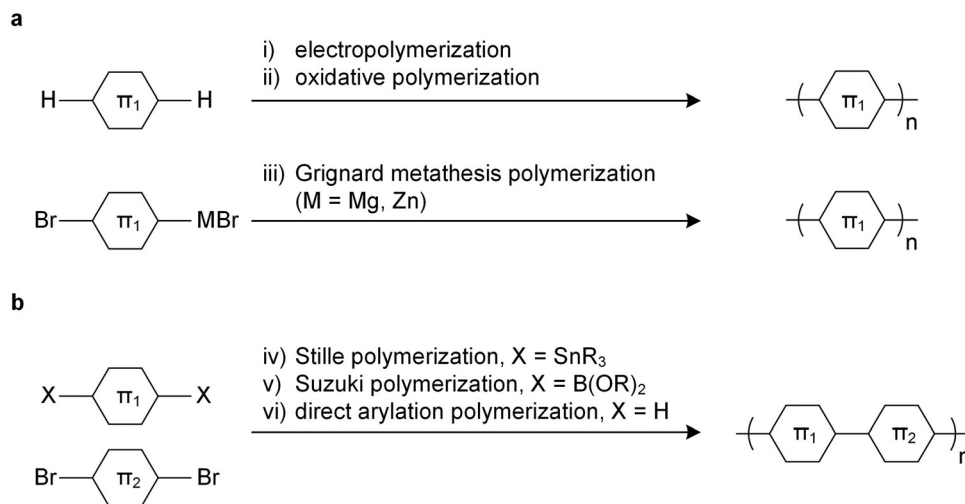 a
i) electropolymerization
ii) oxidative polymerization
H π₁ H
( π₁ )n
iii) Grignard metathesis polymerization
(M = Mg, Zn)
Br π₁ MBr
( π₁ )n
b
iv) Stille polymerization, X = SnR₃
v) Suzuki polymerization, X = B(OR)₂
vi) direct arylation polymerization, X = H
X π₁ X
Br π₂ Br
( π₁ π₂ )n